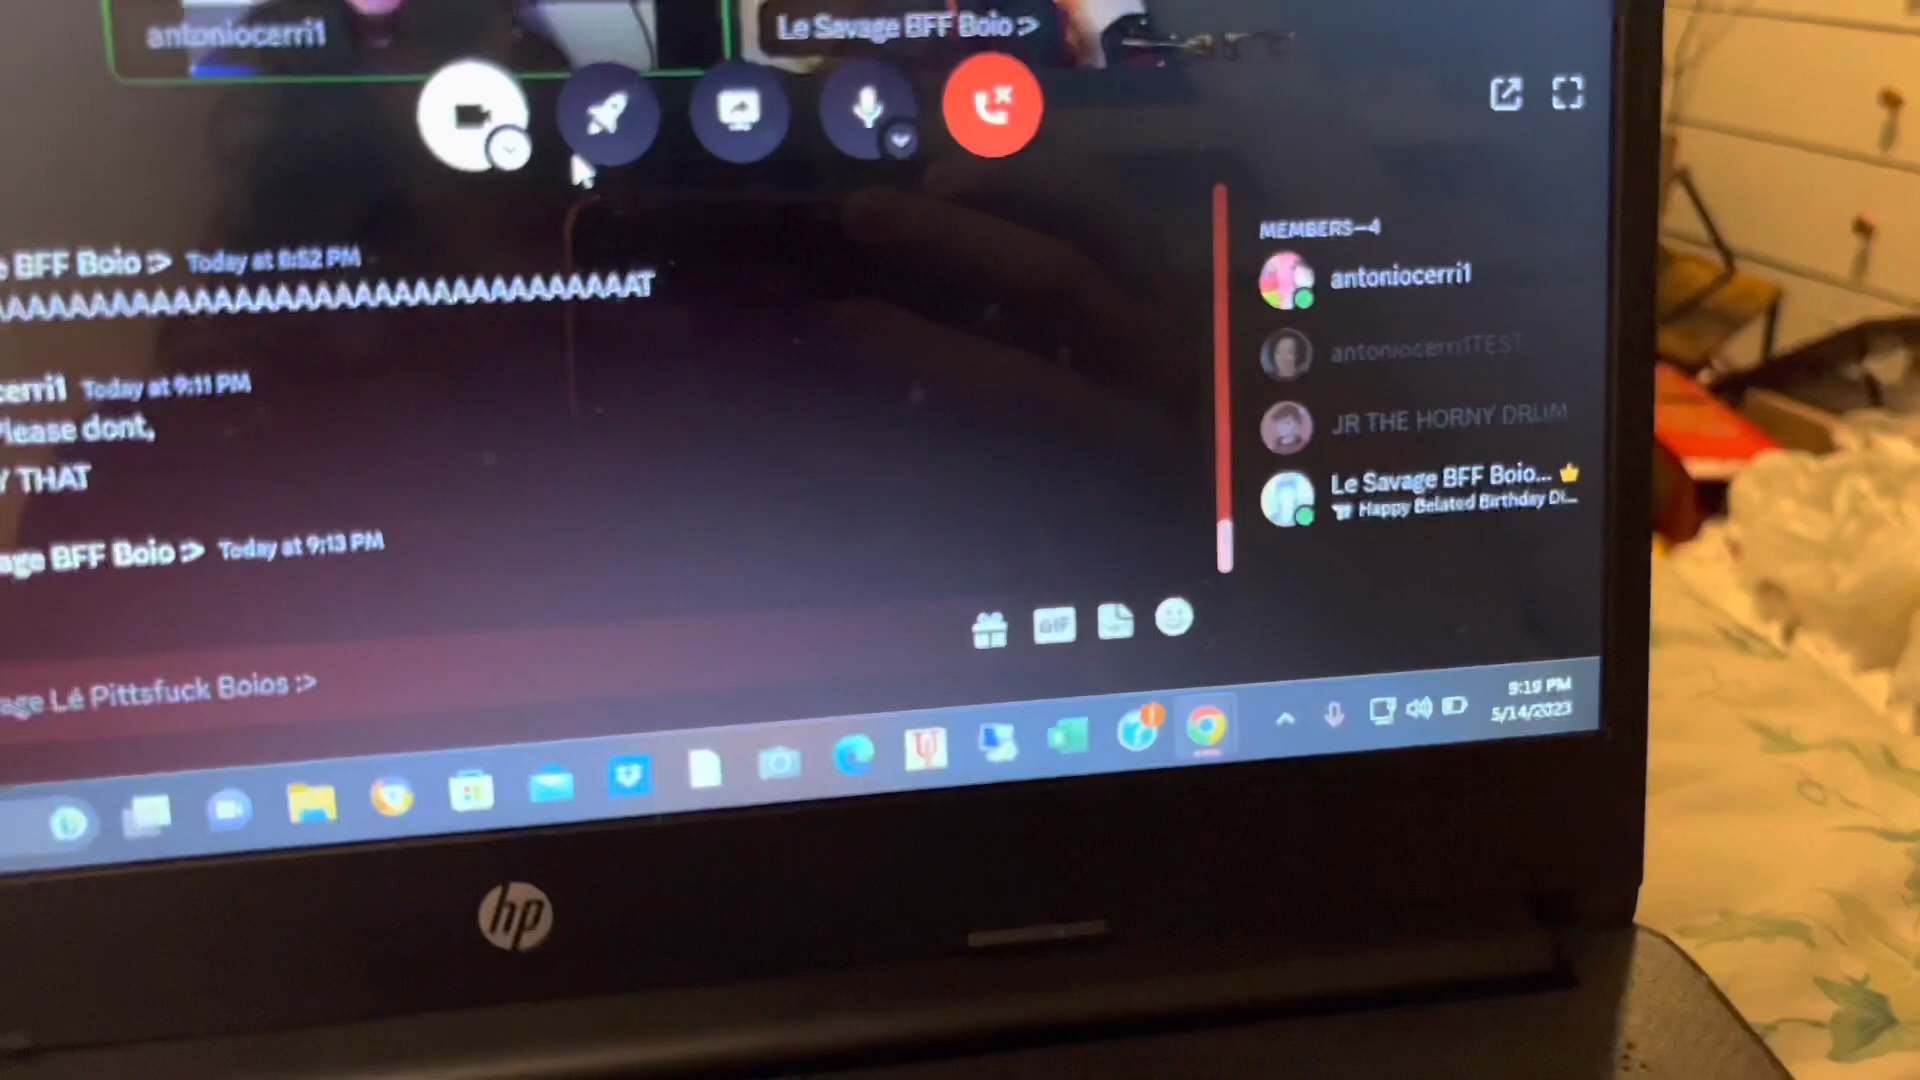 antoniocerri1
Le Savage BFF Boio :>
MEMBERS—4
antoniocerri1
antoniocerri1TEST
JR THE HORNY DRUM
Le Savage BFF Boio...
Happy Belated Birthday Di...
BFF Boio :> Today at 8:52 PM
AAAAAAAAAAAAAAAAAAAAAAAAAAAAAAAAAAT
cerri1 Today at 9:11 PM
Please dont,
Y THAT
age BFF Boio :> Today at 9:13 PM
GIF
age Lé Pittsfuck Boios :>
9:19 PM
5/14/2023
hp